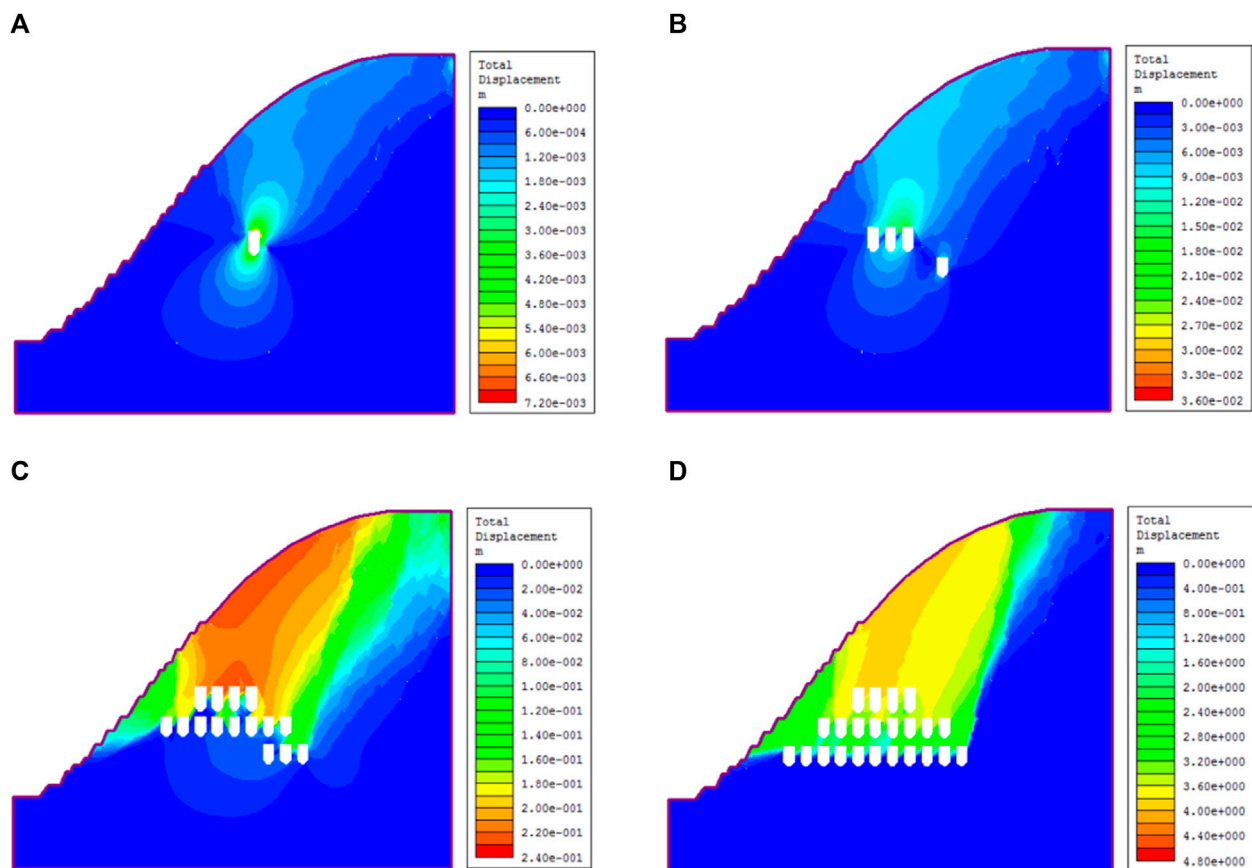 A
Total
Displacement
m
0.00e+000
6.00e-004
1.20e-003
1.80e-003
2.40e-003
3.00e-003
3.60e-003
4.20e-003
4.80e-003
5.40e-003
6.00e-003
6.60e-003
7.20e-003
B
Total
Displacement
m
0.00e+000
3.00e-003
6.00e-003
9.00e-003
1.20e-002
1.50e-002
1.80e-002
2.10e-002
2.40e-002
2.70e-002
3.00e-002
3.30e-002
3.60e-002
C
Total
Displacement
m
0.00e+000
2.00e-002
4.00e-002
6.00e-002
8.00e-002
1.00e-001
1.20e-001
1.40e-001
1.60e-001
1.80e-001
2.00e-001
2.20e-001
2.40e-001
D
Total
Displacement
m
0.00e+000
4.00e-001
8.00e-001
1.20e+000
1.60e+000
2.00e+000
2.40e+000
2.80e+000
3.20e+000
3.60e+000
4.00e+000
4.40e+000
4.80e+000